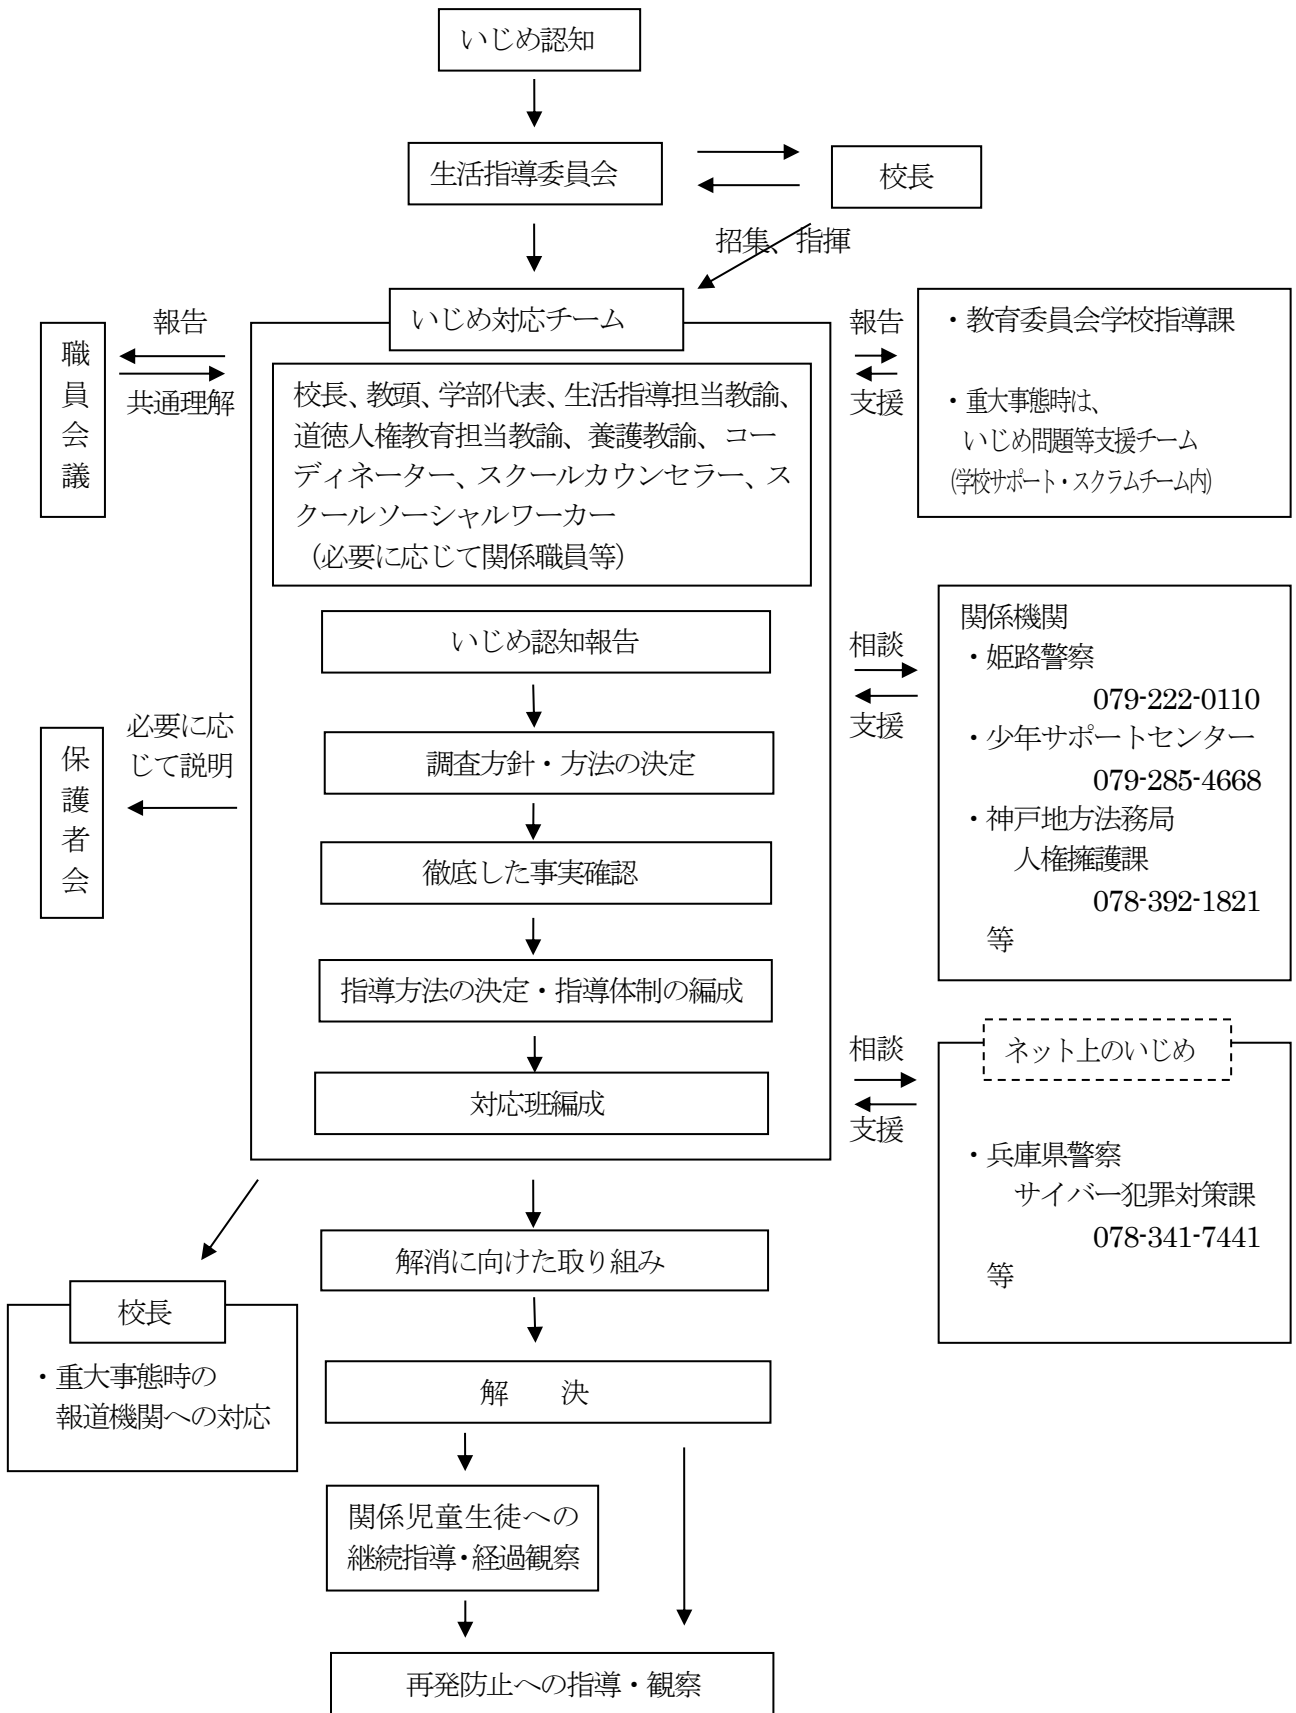 いじめ認知
生活指導委員会
校長
招集、指揮
いじめ対応チーム
職員会議
報告
共通理解
校長、教頭、学部代表、生活指導担当教諭、
道徳人権教育担当教諭、養護教諭、コー
ディネーター、スクールカウンセラー、ス
クールソーシャルワーカー
（必要に応じて関係職員等）
報告
支援
・教育委員会学校指導課
・重大事態時は、
いじめ問題等支援チーム
(学校サポート・スクラムチーム内)
いじめ認知報告
調査方針・方法の決定
徹底した事実確認
指導方法の決定・指導体制の編成
対応班編成
保護者会
必要に応
じて説明
相談
支援
関係機関
・姫路警察
079-222-0110
・少年サポートセンター
079-285-4668
・神戸地方法務局
人権擁護課
078-392-1821
等
相談
支援
ネット上のいじめ
・兵庫県警察
サイバー犯罪対策課
078-341-7441
等
校長
・重大事態時の
報道機関への対応
解消に向けた取り組み
解　　決
関係児童生徒への
継続指導・経過観察
再発防止への指導・観察